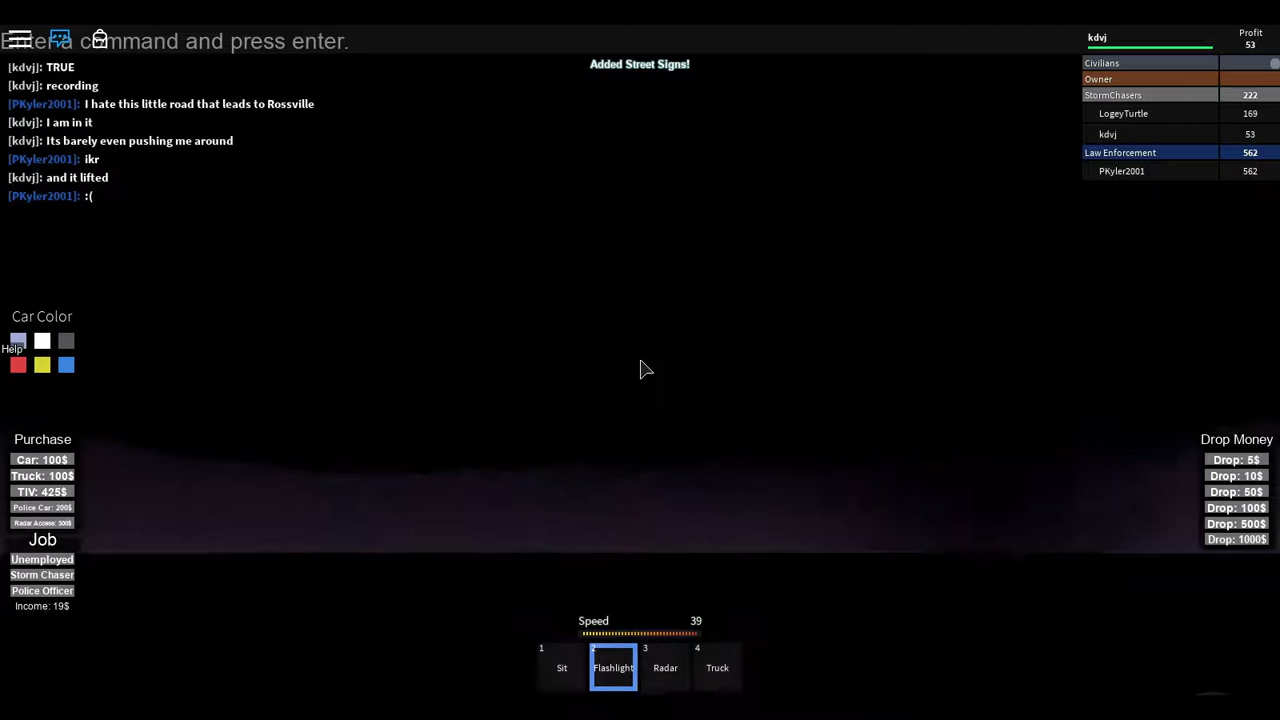 Enter a command and press enter.
[kdvj]: TRUE
[kdvj]: recording
[PKyler2001]: I hate this little road that leads to Rossville
[kdvj]: I am in it
[kdvj]: Its barely even pushing me around
[PKyler2001]: ikr
[kdvj]: and it lifted
[PKyler2001]: :(
Added Street Signs!
kdvj
Profit
53
Civilians
Owner
StormChasers 222
LogeyTurtle 169
kdvj 53
Law Enforcement 562
PKyler2001 562
Car Color
Help
Purchase
Car: 100$
Truck: 100$
TIV: 425$
Police Car: 200$
Radar Access: 500$
Job
Unemployed
Storm Chaser
Police Officer
Income: 19$
Drop Money
Drop: 5$
Drop: 10$
Drop: 50$
Drop: 100$
Drop: 500$
Drop: 1000$
Speed 39
1 Sit
2 Flashlight
3 Radar
4 Truck